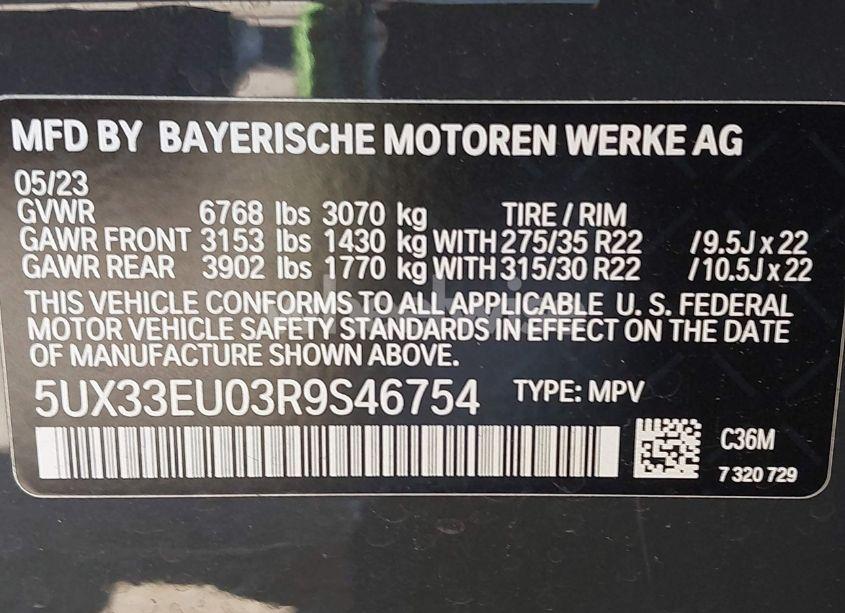 MFD BY BAYERISCHE MOTOREN WERKE AG
05/23
GVWR 6768 lbs 3070 kg TIRE / RIM
GAWR FRONT 3153 lbs 1430 kg WITH 275/35 R22 /9.5J x 22
GAWR REAR 3902 lbs 1770 kg WITH 315/30 R22 /10.5J x 22
THIS VEHICLE CONFORMS TO ALL APPLICABLE U. S. FEDERAL
MOTOR VEHICLE SAFETY STANDARDS IN EFFECT ON THE DATE
OF MANUFACTURE SHOWN ABOVE.
5UX33EU03R9S46754 TYPE: MPV
C36M
7 320 729